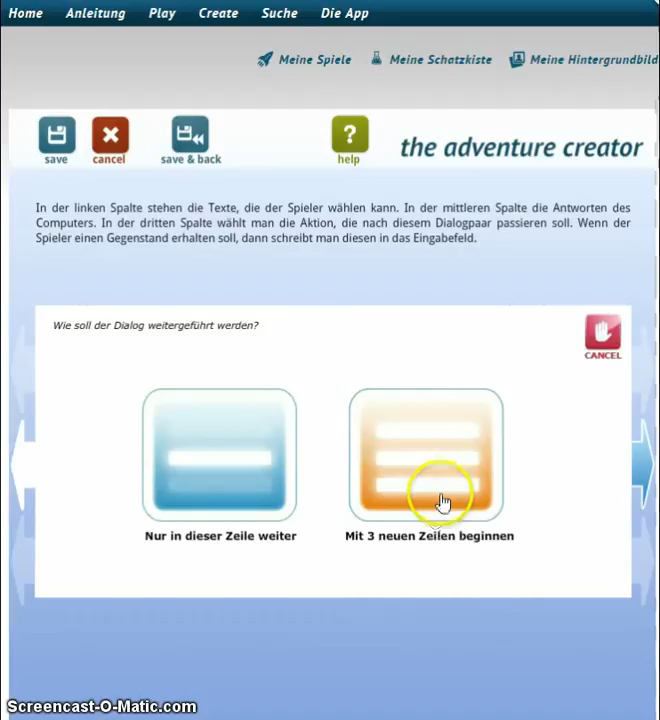 Home Anleitung Play Create Suche Die App
Meine Spiele Meine Schatzkiste Meine Hintergrundbild
save cancel save & back help the adventure creator
In der linken Spalte stehen die Texte, die der Spieler wählen kann. In der mittleren Spalte die Antworten des
Computers. In der dritten Spalte wählt man die Aktion, die nach diesem Dialogpaar passieren soll. Wenn der
Spieler einen Gegenstand erhalten soll, dann schreibt man diesen in das Eingabefeld.
Wie soll der Dialog weitergeführt werden?
CANCEL
Nur in dieser Zeile weiter Mit 3 neuen Zeilen beginnen
Screencast-O-Matic.com